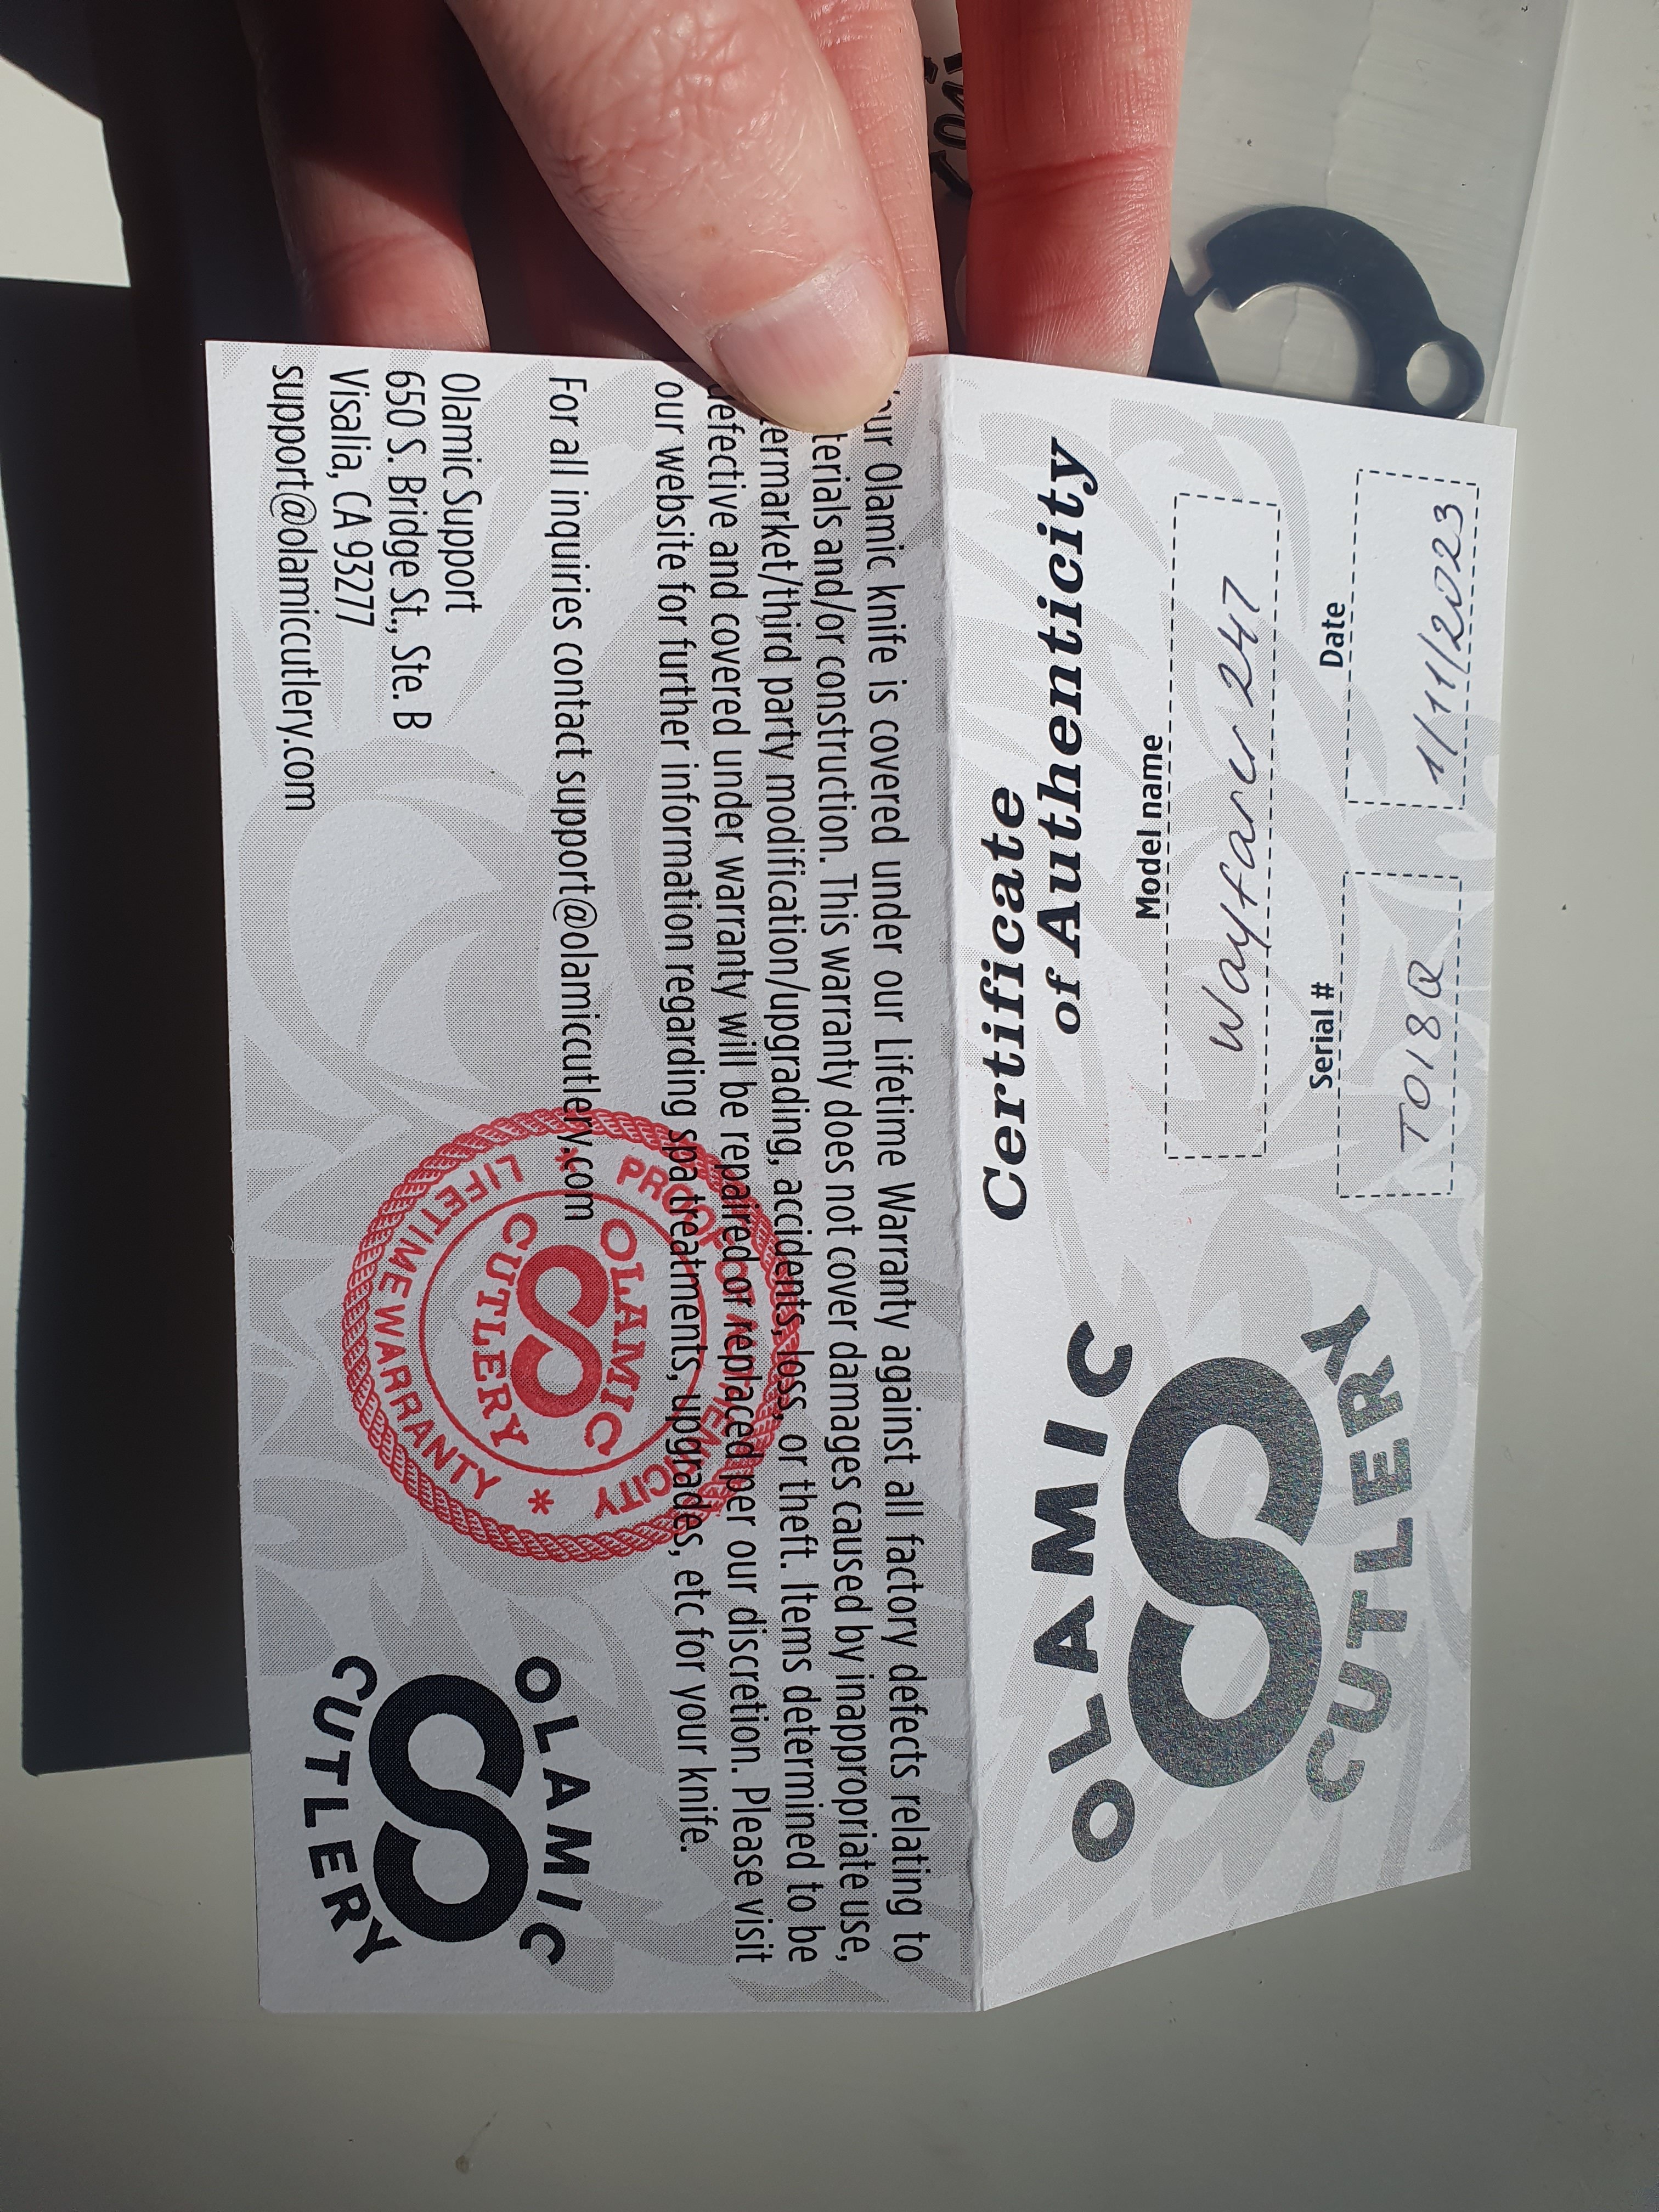 OLAMIC
CUTLERY
Certificate
of Authenticity
Wayfarer 247
Model name
T018Q
Serial #
1/11/2023
Date
our Olamic knife is covered under our Lifetime Warranty against all factory defects relating to
terials and/or construction. This warranty does not cover damages caused by inappropriate use,
ermarket/third party modification/upgrading, accidents, loss, or theft. Items determined to be
defective and covered under warranty will be repaired or replaced per our discretion. Please visit
our website for further information regarding spa treatments, upgrades, etc for your knife.
For all inquiries contact support@olamiccutlery.com
Olamic Support
650 S. Bridge St., Ste. B
Visalia, CA 93277
support@olamiccutlery.com
PROOF OF AUTHENTICITY
* LIFETIME WARRANTY *
OLAMIC
CUTLERY
OLAMIC
CUTLERY